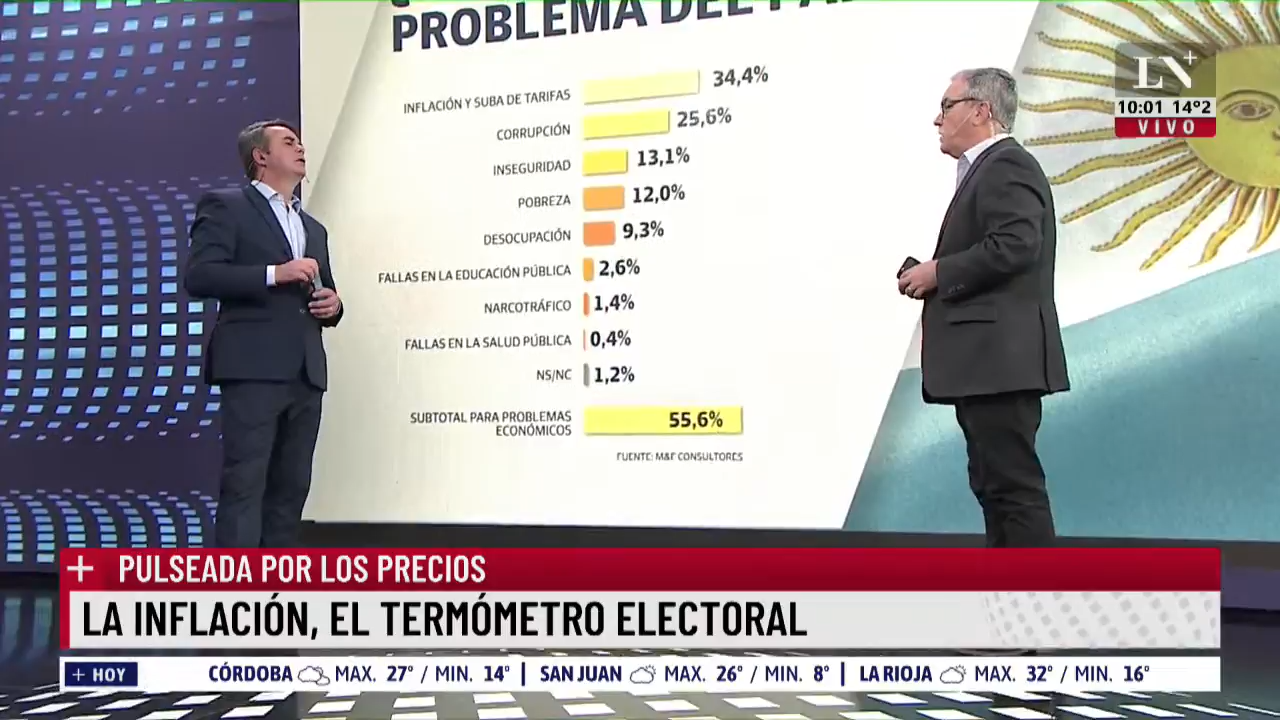 PROBLEMA DEL
INFLACIÓN Y SUBA DE TARIFAS 34,4%
CORRUPCIÓN 25,6%
INSEGURIDAD 13,1%
POBREZA 12,0%
DESOCUPACIÓN 9,3%
FALLAS EN LA EDUCACIÓN PÚBLICA 2,6%
NARCOTRÁFICO 1,4%
FALLAS EN LA SALUD PÚBLICA 0,4%
NS/NC 1,2%
SUBTOTAL PARA PROBLEMAS
ECONÓMICOS 55,6%
FUENTE: M&F CONSULTORES
LN+
10:01 14°2
VIVO
+ PULSEADA POR LOS PRECIOS
LA INFLACIÓN, EL TERMÓMETRO ELECTORAL
+ HOY CÓRDOBA MAX. 27° / MIN. 14° | SAN JUAN MAX. 26° / MIN. 8° | LA RIOJA MAX. 32° / MIN. 16°